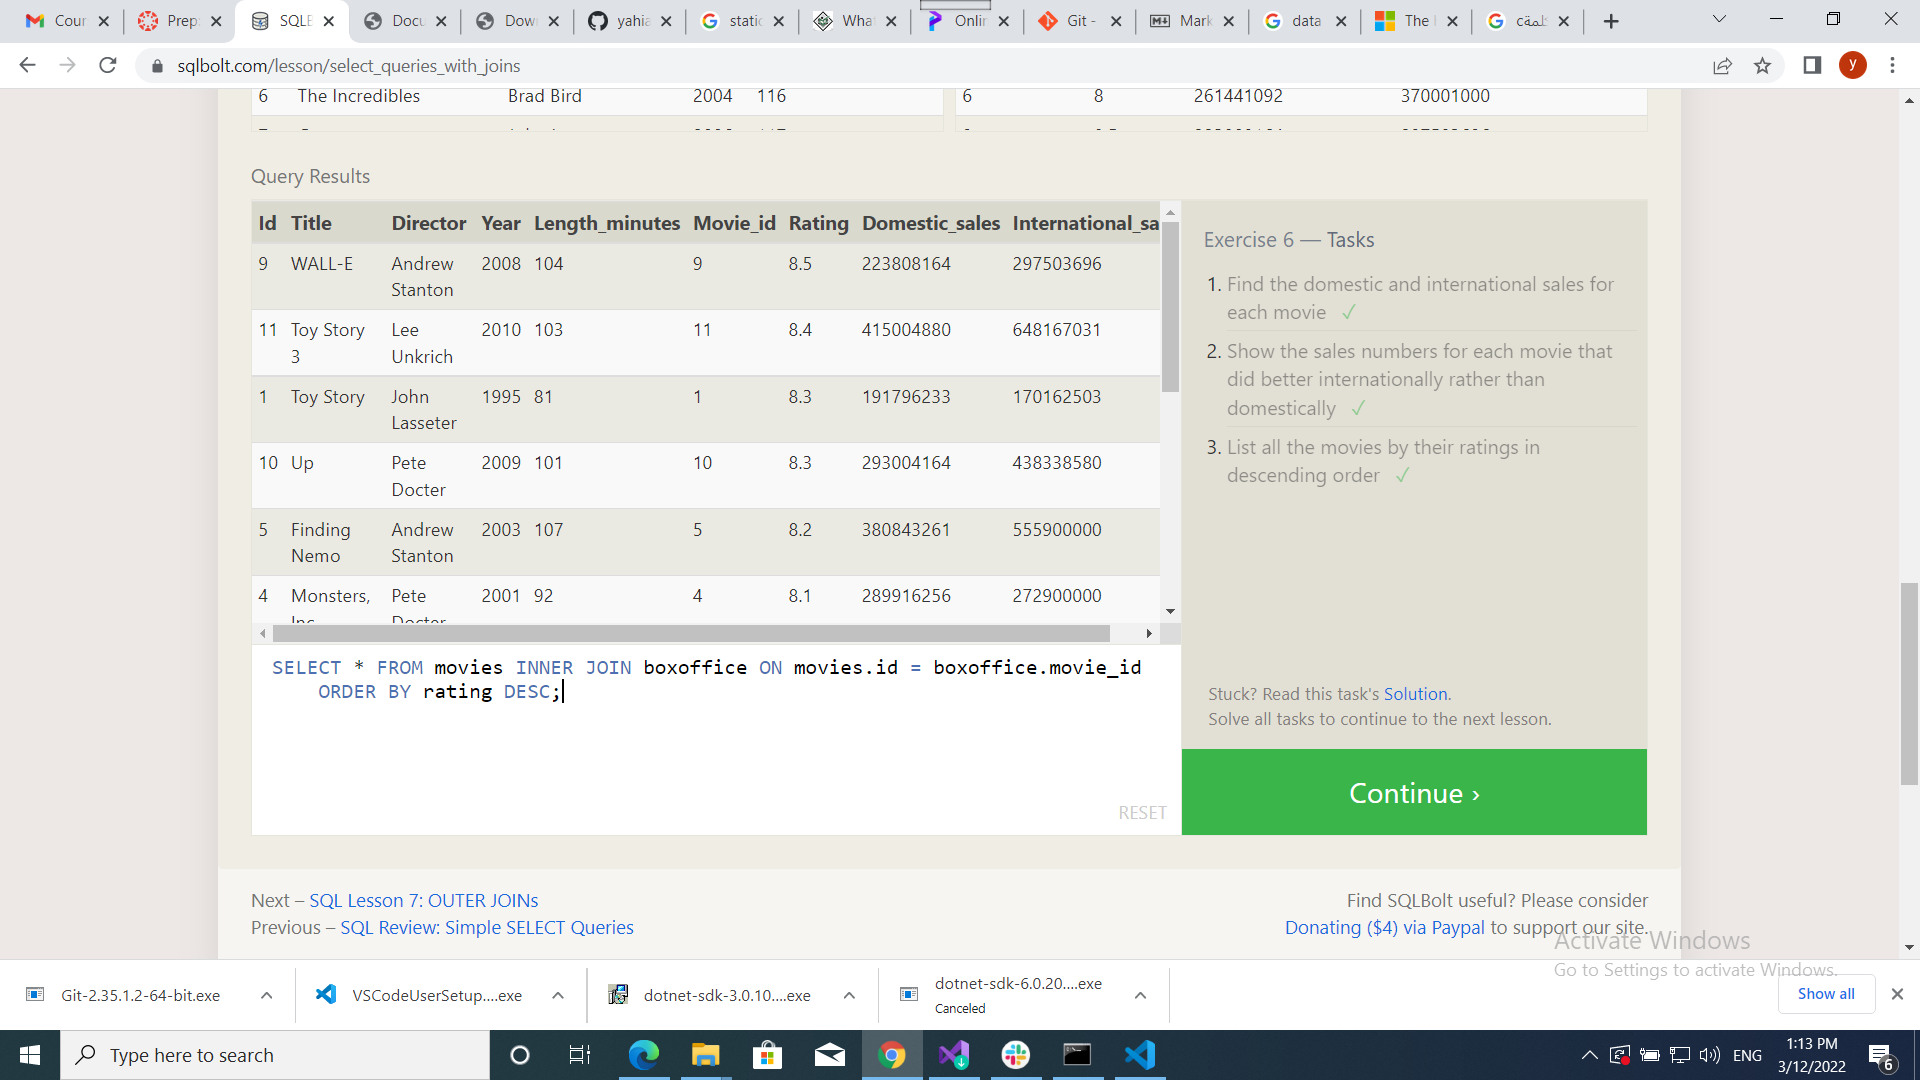 Cour
Prep:
SQLB
Docu
Dow
yahia
static
What
Onlin
Git -
Mark
data
The
sqlbolt.com/lesson/select_queries_with_joins
y
6 The Incredibles Brad Bird 2004 116
6 8 261441092 370001000
Query Results
Id Title Director Year Length_minutes Movie_id Rating Domestic_sales International_sa
9 WALL-E Andrew Stanton 2008 104 9 8.5 223808164 297503696
11 Toy Story 3 Lee Unkrich 2010 103 11 8.4 415004880 648167031
1 Toy Story John Lasseter 1995 81 1 8.3 191796233 170162503
10 Up Pete Docter 2009 101 10 8.3 293004164 438338580
5 Finding Nemo Andrew Stanton 2003 107 5 8.2 380843261 555900000
4 Monsters, Inc Pete Docter 2001 92 4 8.1 289916256 272900000
SELECT * FROM movies INNER JOIN boxoffice ON movies.id = boxoffice.movie_id
ORDER BY rating DESC;
RESET
Exercise 6 — Tasks
1. Find the domestic and international sales for
each movie ✓
2. Show the sales numbers for each movie that
did better internationally rather than
domestically ✓
3. List all the movies by their ratings in
descending order ✓
Stuck? Read this task's Solution.
Solve all tasks to continue to the next lesson.
Continue ›
Next – SQL Lesson 7: OUTER JOINs
Previous – SQL Review: Simple SELECT Queries
Find SQLBolt useful? Please consider
Donating ($4) via Paypal to support our site.
Activate Windows
Go to Settings to activate Windows.
Git-2.35.1.2-64-bit.exe
VSCodeUserSetup....exe
dotnet-sdk-3.0.10....exe
dotnet-sdk-6.0.20....exe
Canceled
Show all
Type here to search
ENG
1:13 PM
3/12/2022
6